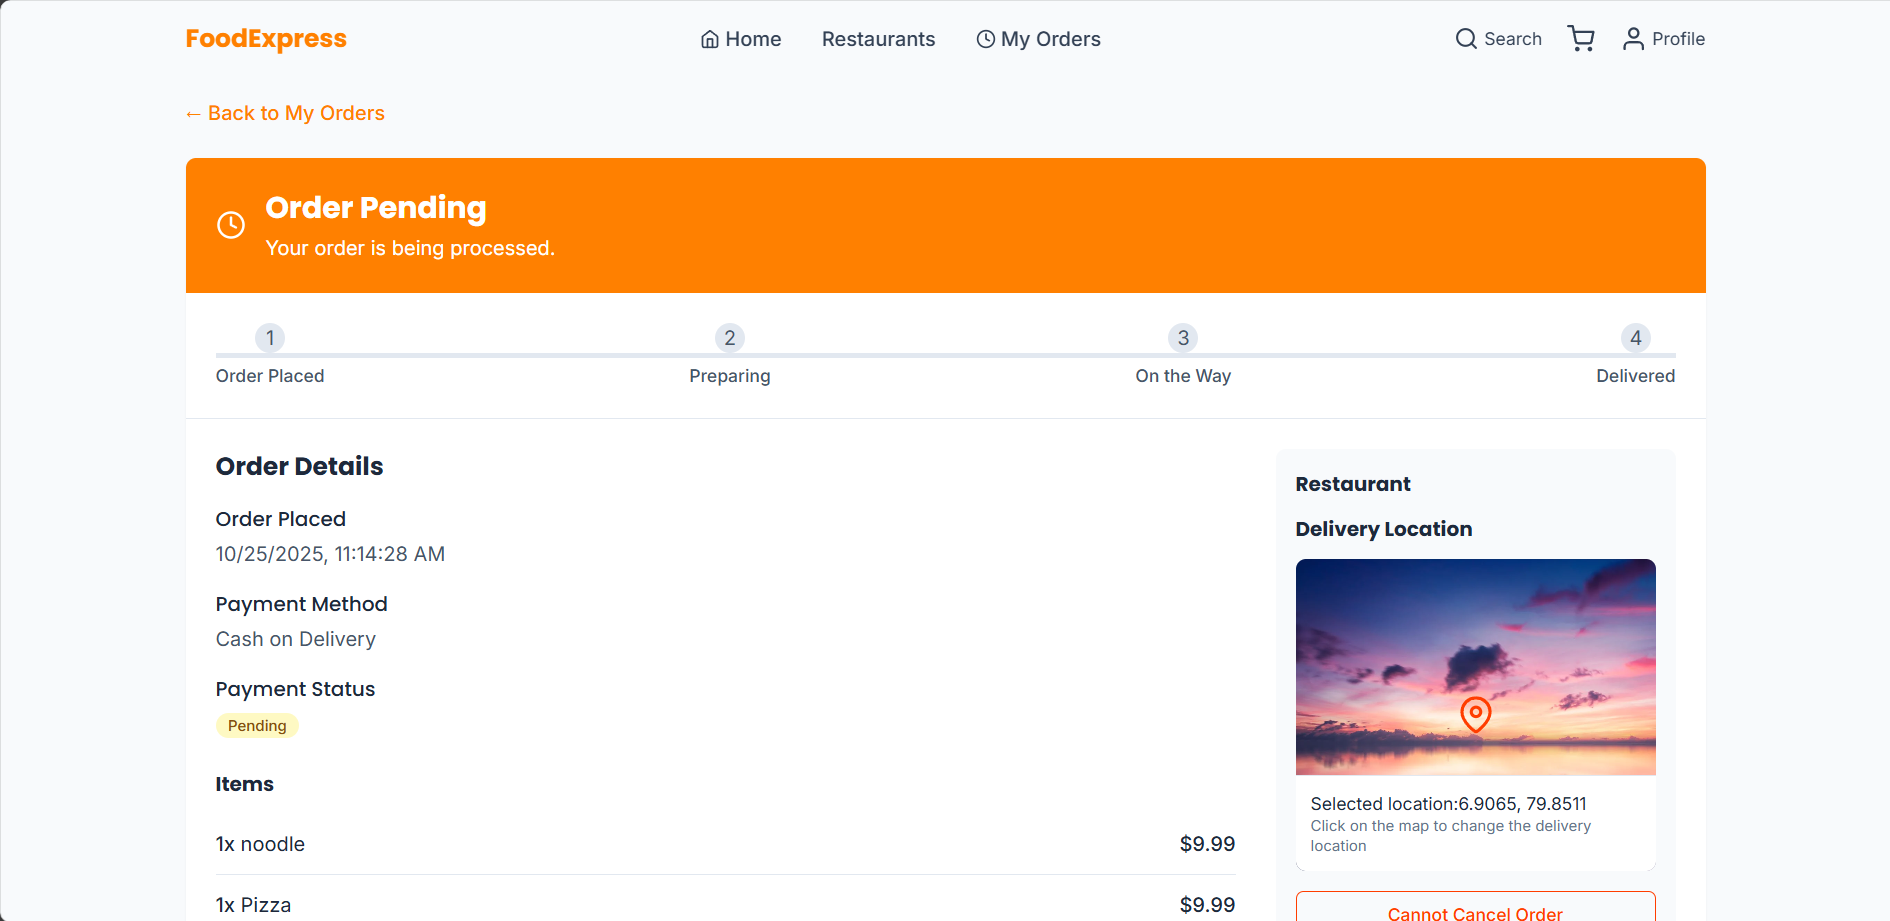 FoodExpress
Home
Restaurants
My Orders
Search
Profile
← Back to My Orders
Order Pending
Your order is being processed.
1
2
3
4
Order Placed
Preparing
On the Way
Delivered
Order Details
Order Placed
10/25/2025, 11:14:28 AM
Payment Method
Cash on Delivery
Payment Status
Pending
Items
1x noodle
$9.99
1x Pizza
$9.99
Restaurant
Delivery Location
Selected location:6.9065, 79.8511
Click on the map to change the delivery
location
Cannot Cancel Order